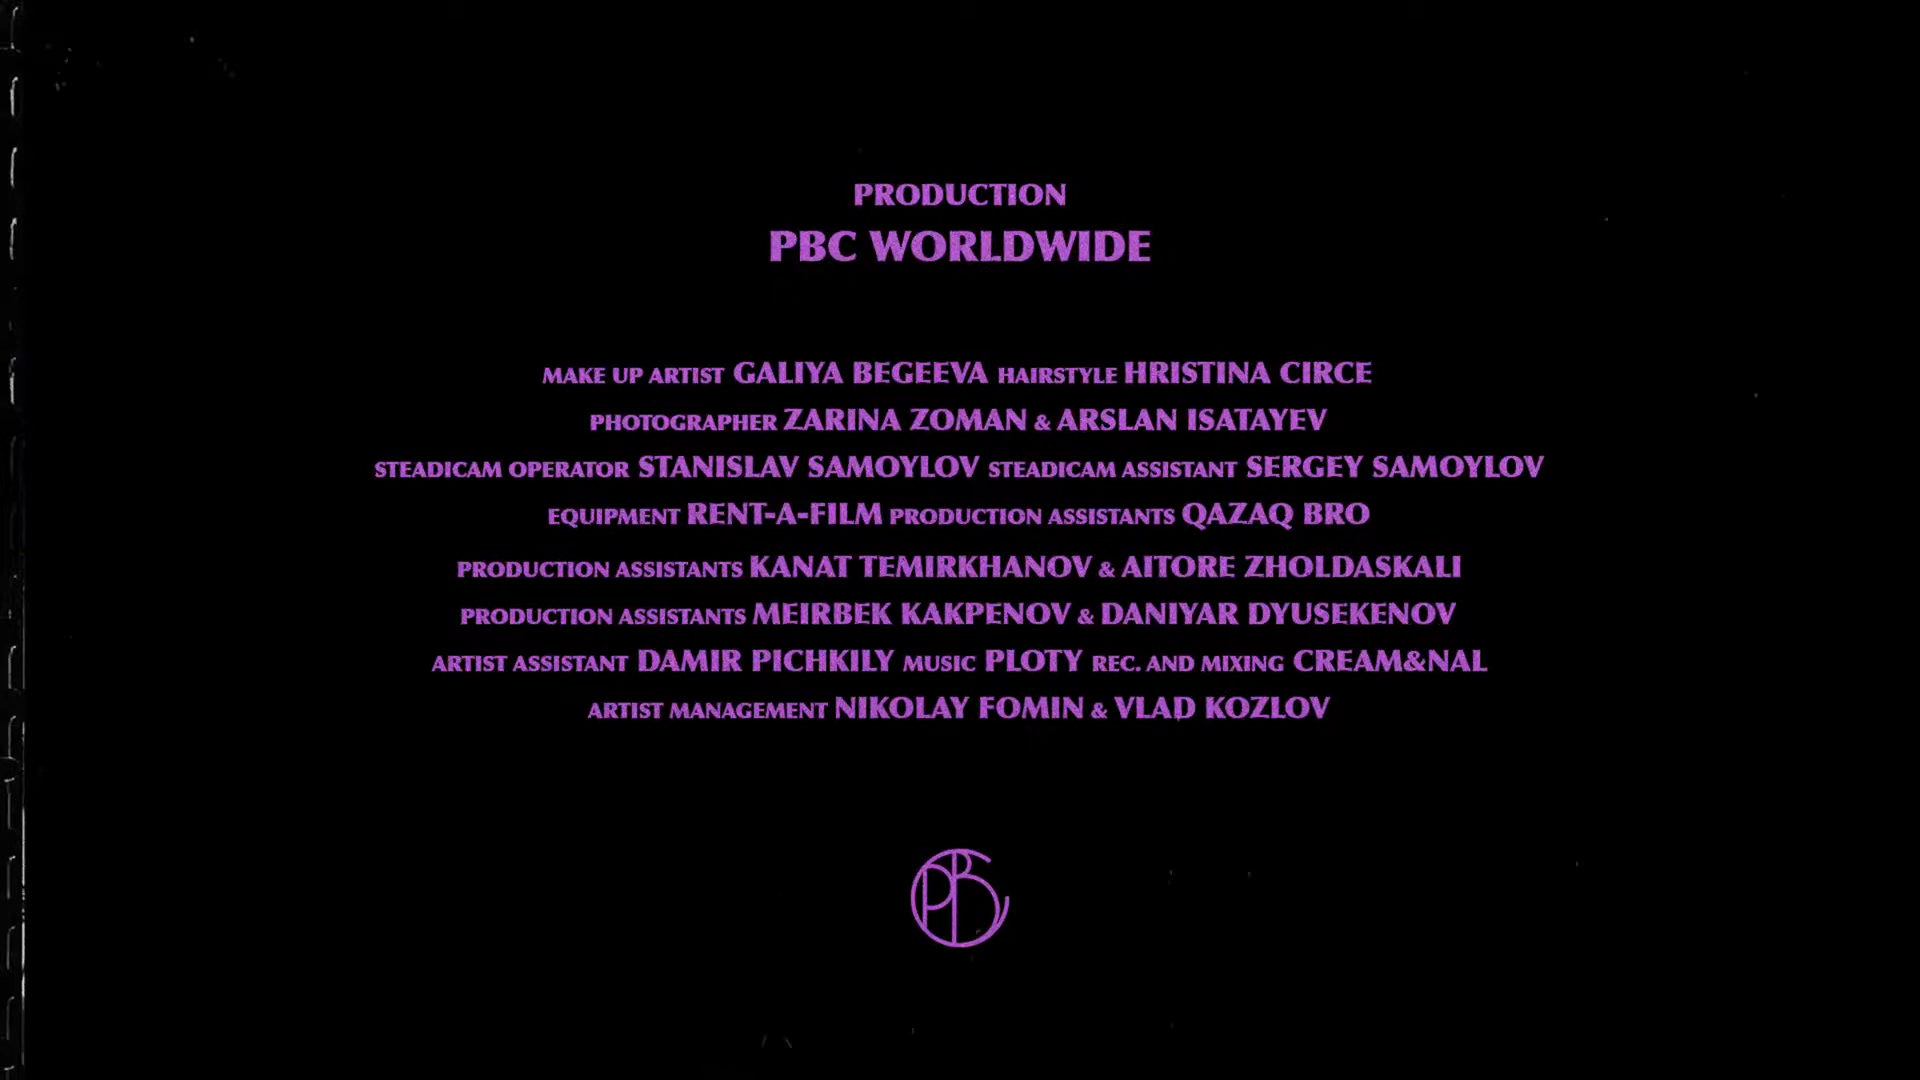 PRODUCTION
PBC WORLDWIDE
MAKE UP ARTIST GALIYA BEGEEVA HAIRSTYLE HRISTINA CIRCE
PHOTOGRAPHER ZARINA ZOMAN & ARSLAN ISATAYEV
STEADICAM OPERATOR STANISLAV SAMOYLOV STEADICAM ASSISTANT SERGEY SAMOYLOV
EQUIPMENT RENT-A-FILM PRODUCTION ASSISTANTS QAZAQ BRO
PRODUCTION ASSISTANTS KANAT TEMIRKHANOV & AITORE ZHOLDASKALI
PRODUCTION ASSISTANTS MEIRBEK KAKPENOV & DANIYAR DYUSEKENOV
ARTIST ASSISTANT DAMIR PICHKILY MUSIC PLOTY REC. AND MIXING CREAM&NAL
ARTIST MANAGEMENT NIKOLAY FOMIN & VLAD KOZLOV
PBC